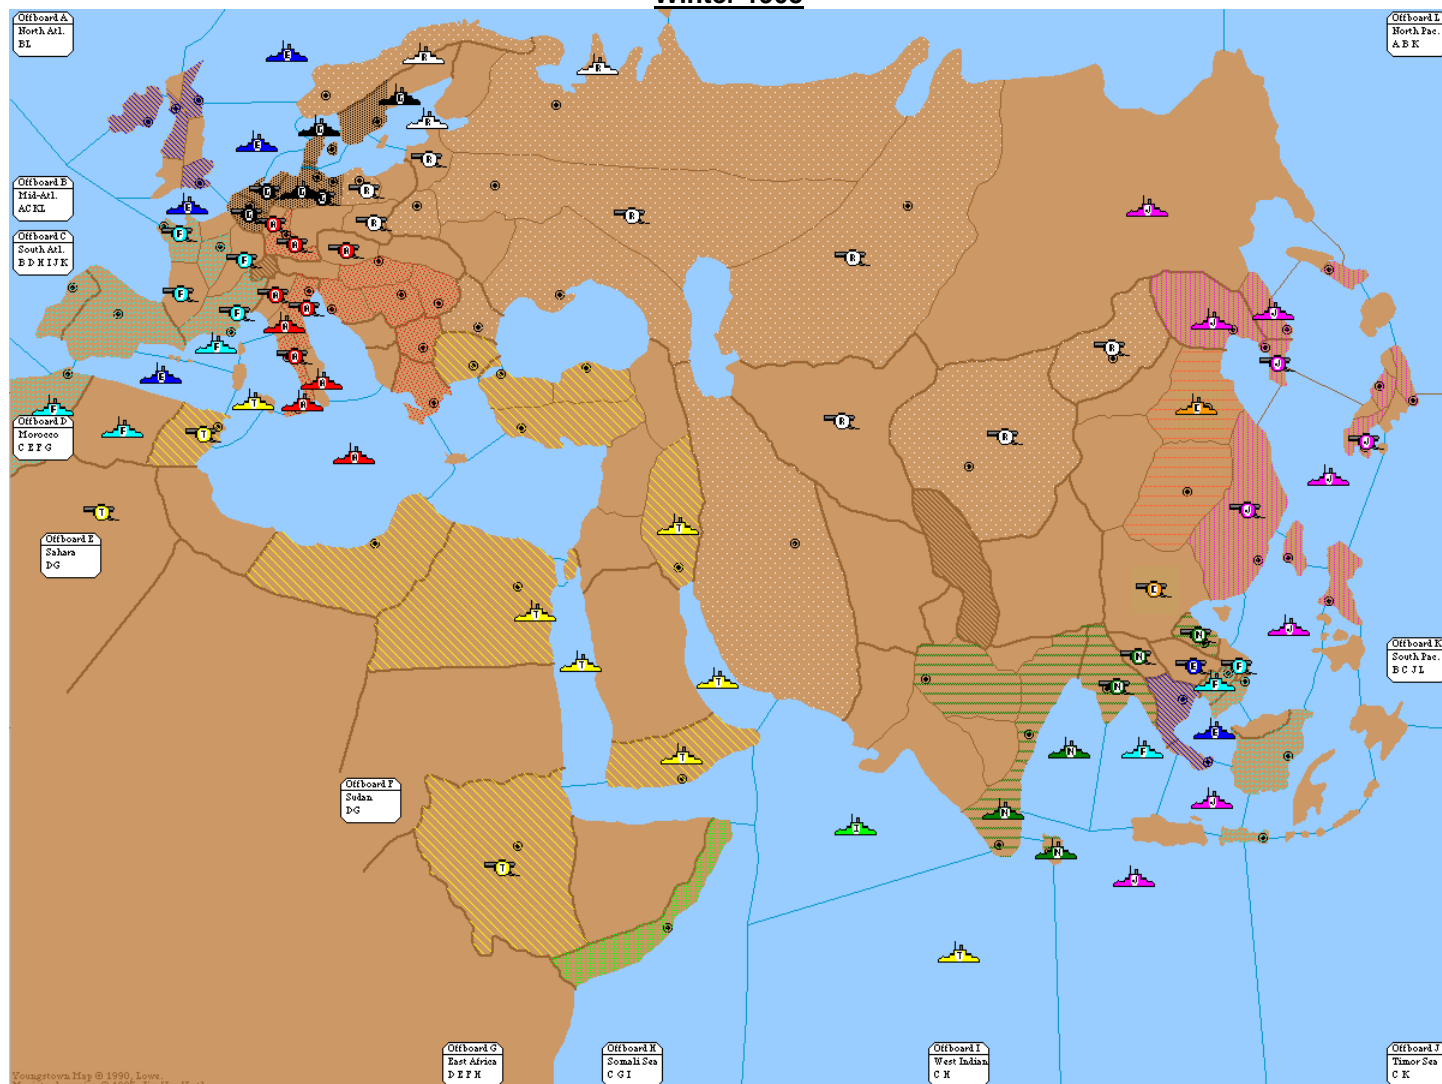 Offboard A
North Atl.
BL
Offboard L
North Pac.
A B K
Offboard B
Mid-Atl.
A C K L
Offboard C
South Atl.
B D H I J K
Offboard D
Morocco
C E F G
Offboard E
Sahara
DG
Offboard F
Sudan
DG
Offboard K
South Pac.
B C J L
Offboard G
East Africa
D E F H
Offboard H
Somali Sea
C G I
Offboard I
West Indian
C H
Offboard J
Timor Sea
C K
Youngstown Map © 1990, Lowe.